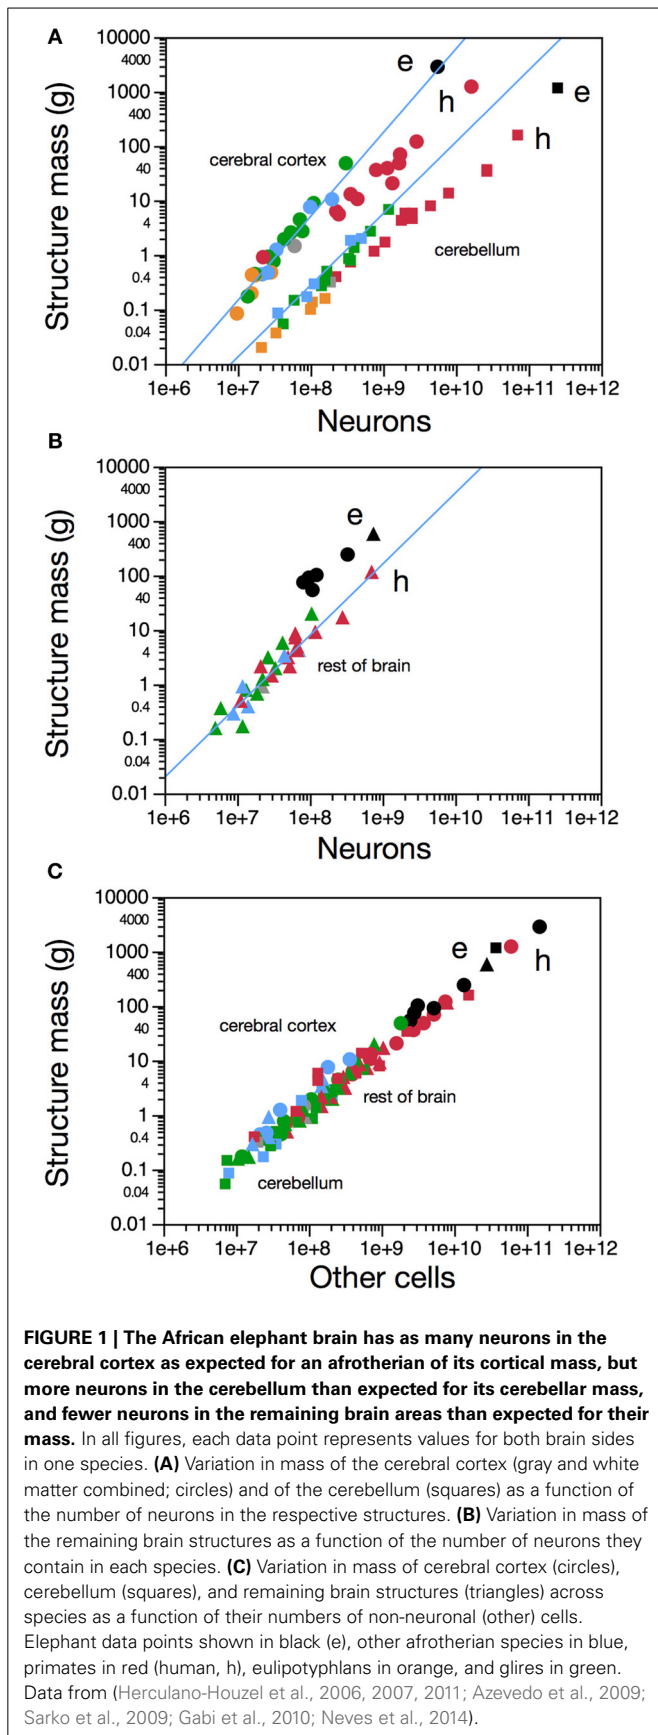 A
10000
4000
1000
400
100
40
10
4
1
0.4
0.1
0.04
0.01
Structure mass (g)
e
h
e
h
cerebral cortex
cerebellum
1e+6 1e+7 1e+8 1e+9 1e+10 1e+11 1e+12
Neurons
B
10000
4000
1000
400
100
40
10
4
1
0.4
0.1
0.04
0.01
Structure mass (g)
e
h
rest of brain
1e+6 1e+7 1e+8 1e+9 1e+10 1e+11 1e+12
Neurons
C
10000
4000
1000
400
100
40
10
4
1
0.4
0.1
0.04
0.01
Structure mass (g)
e
h
cerebral cortex
rest of brain
cerebellum
1e+6 1e+7 1e+8 1e+9 1e+10 1e+11 1e+12
Other cells
FIGURE 1 | The African elephant brain has as many neurons in the
cerebral cortex as expected for an afrotherian of its cortical mass, but
more neurons in the cerebellum than expected for its cerebellar mass,
and fewer neurons in the remaining brain areas than expected for their
mass. In all figures, each data point represents values for both brain sides
in one species. (A) Variation in mass of the cerebral cortex (gray and white
matter combined; circles) and of the cerebellum (squares) as a function of
the number of neurons in the respective structures. (B) Variation in mass of
the remaining brain structures as a function of the number of neurons they
contain in each species. (C) Variation in mass of cerebral cortex (circles),
cerebellum (squares), and remaining brain structures (triangles) across
species as a function of their numbers of non-neuronal (other) cells.
Elephant data points shown in black (e), other afrotherian species in blue,
primates in red (human, h), eulipotyphlans in orange, and glires in green.
Data from (Herculano-Houzel et al., 2006, 2007, 2011; Azevedo et al., 2009;
Sarko et al., 2009; Gabi et al., 2010; Neves et al., 2014).